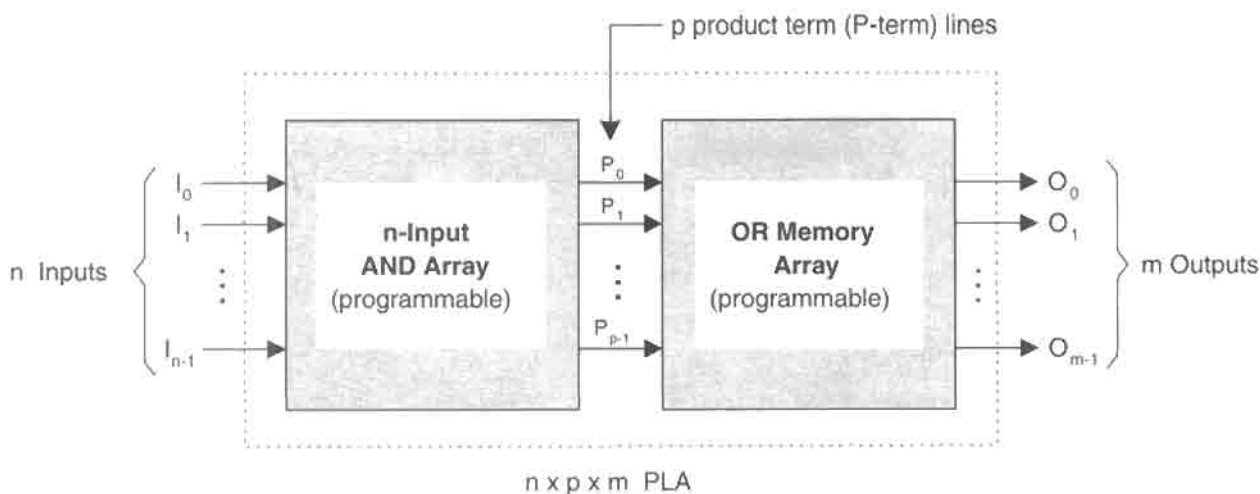 p product term (P-term) lines
n Inputs
I0
I1
In-1
n-Input
AND Array
(programmable)
P0
P1
Pp-1
OR Memory
Array
(programmable)
O0
O1
Om-1
m Outputs
n x p x m PLA